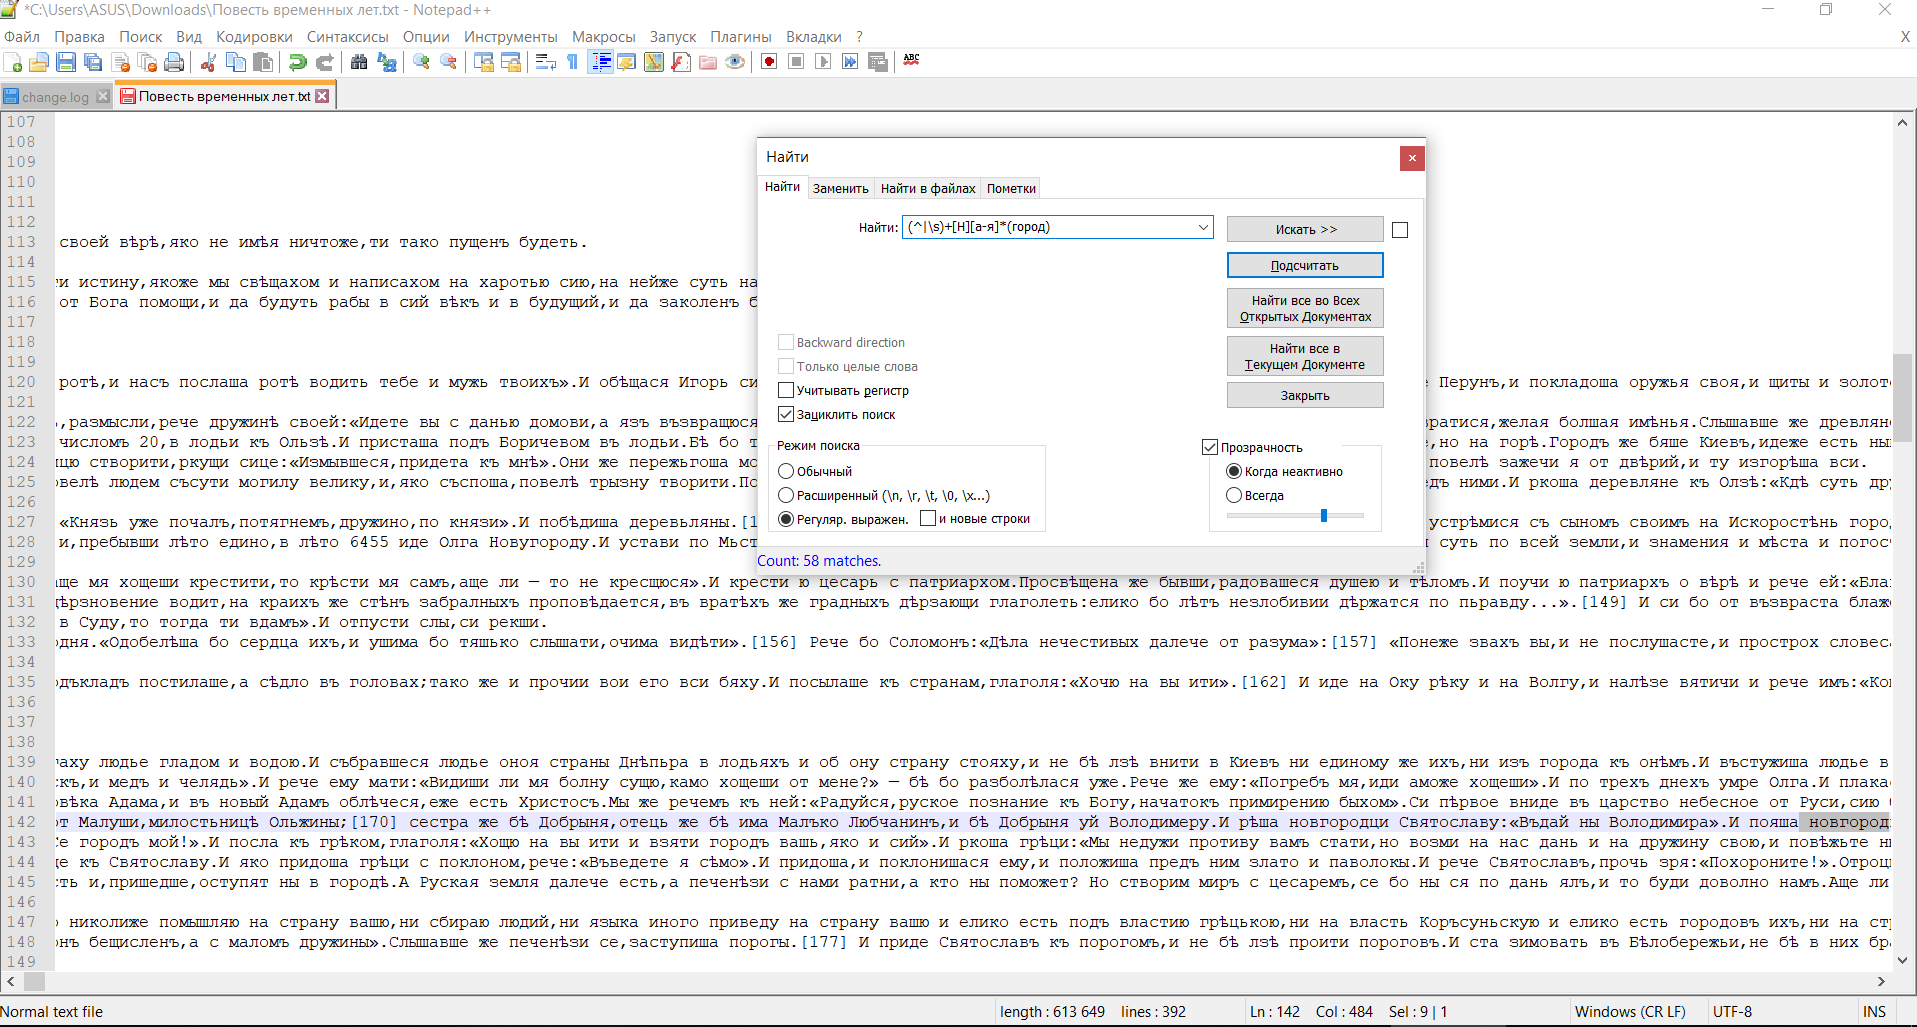 *C:\Users\ASUS\Downloads\Повесть временных лет.txt - Notepad++
Файл Правка Поиск Вид Кодировки Синтаксисы Опции Инструменты Макросы Запуск Плагины Вкладки ? X
change.log Повесть временных лет.txt
Найти
Найти Заменить Найти в файлах Пометки
Найти: (^|\s)+[Н][а-я]*(город)
Искать >>
Подсчитать
Найти все во Всех
Открытых Документах
Найти все в
Текущем Документе
Закрыть
Backward direction
Только целые слова
Учитывать регистр
Зациклить поиск
Режим поиска
Обычный
Расширенный (\n, \r, \t, \0, \x...)
Регуляр. выражен. и новые строки
Прозрачность
Когда неактивно
Всегда
Count: 58 matches.
107
108
109
110
111
112
113 своей вѣрѣ,яко не имѣя ничтоже,ти тако пущенъ будеть.
114
115 ти истину,якоже мы свѣщахом и написахом на харотью сию,на нейже суть на
116 от Бога помощи,и да будуть рабы в сий вѣкъ и в будущий,и да заколенъ б
117
118
119
120 ротѣ,и насъ послаша ротѣ водить тебе и мужь твоихъ».И обѣщася Игорь си е Перунъ,и покладоша оружья своя,и щиты и золот
121
122 ,размысли,рече дружинѣ своей:«Идете вы с данью домови,а язъ възвращюся вратися,желая болшая имѣнья.Слышавше же древлян
123 числомъ 20,в лодьи къ Ользѣ.И присташа подъ Боричевом въ лодьи.Бѣ бо т ,но на горѣ.Городъ же бяше Киевъ,идеже есть ны
124 цю створити,ркущи сице:«Измывшеся,придета къ мнѣ».Они же пережьгоша мо повелѣ зажечи я от двѣрий,и ту изгорѣша вси.
125 овелѣ людем съсути могилу велику,и,яко съспоша,повелѣ трызну творити.По дъ ними.И ркоша деревляне к Олзѣ:«Кдѣ суть др
126
127 «Князь уже почалъ,потягнемъ,дружино,по князи».И побѣдиша деревьляны.[1 устрѣмися съ сыномъ своимъ на Искоростѣнь горо
128 и,пребывши лѣто едино,в лѣто 6455 иде Олга Новугороду.И устави по Мьст суть по всей земли,и знамения и мѣста и погос
129
130 аще мя хощеши крестити,то крѣсти мя самъ,аще ли — то не кресщюся».И крести ю цесарь с патриархом.Просвѣщена же бывши,радовашеся душею и тѣломъ.И поучи ю патриархъ о вѣрѣ и рече ей:«Бла
131 дѣрзновение водит,на краихъ же стѣнъ забралныхъ проповѣдается,въ вратѣхъ же градныхъ дѣрзающи глаголеть:елико бо лѣтъ незлобивии дѣржатся по пьравду...».[149] И си бо от възвраста блаж
132 в Суду,то тогда ти вдамъ».И отпусти слы,си рекши.
133 одня.«Одобелѣша бо сердца ихъ,и ушима бо тяшько слышати,очима видѣти».[156] Рече бо Соломонъ:«Дѣла нечестивых далече от разума»:[157] «Понеже звахъ вы,и не послушасте,и прострох словес
134
135 одъкладъ постилаше,а сѣдло въ головах;тако же и прочии вои его вси бяху.И посылаше къ странам,глаголя:«Хочю на вы ити».[162] И иде на Оку рѣку и на Волгу,и налѣзе вятичи и рече имъ:«Ко
136
137
138
139 гаху людье гладом и водою.И събравшеся людье оноя страны Днѣпьра в лодьяхъ и об ону страну стояху,и не бѣ лзѣ внити в Киевъ ни единому же ихъ,ни изъ города къ онѣмъ.И въстужиша людье в
140 скъ,и медъ и челядь».И рече ему мати:«Видиши ли мя болну сущю,камо хощеши от мене?» — бѣ бо разболѣлася уже.Рече же ему:«Погребъ мя,иди аможе хощеши».И по трехъ днехъ умре Олга.И плака
141 овѣка Адама,и въ новый Адамъ облѣчеся,еже есть Христосъ.Мы же речемъ къ ней:«Радуйся,руское познание къ Богу,начатокъ примирению быхом».Си пѣрвое вниде въ царство небесное от Руси,сию
142 от Малуши,милостьницѣ Ольжины;[170] сестра же бѣ Добрыня,отець же бѣ има Малъко Любчанинъ,и бѣ Добрыня уй Володимеру.И рѣша новгородци Святославу:«Въдай ны Володимира».И пояша новгород
143 Се городъ мой!».И посла къ грѣком,глаголя:«Хощю на вы ити и взяти городъ вашь,яко и сий».И ркоша грѣци:«Мы недужи противу вамъ стати,но возми на нас дань и на дружину свою,и повѣжьте н
144 це къ Святославу.И яко придоша грѣци с поклоном,рече:«Въведете я сѣмо».И придоша,и поклонишася ему,и положиша предъ ним злато и паволокы.И рече Святославъ,прочь зря:«Похороните!».Отроц
145 сть и,пришедше,оступят ны в городѣ.А Руская земля далече есть,а печенѣзи с нами ратни,а кто ны поможет? Но створим миръ с цесаремъ,се бо ны ся по дань ялъ,и то буди доволно намъ.Аще ли
146
147 николиже помышляю на страну вашю,ни сбираю людий,ни языка иного приведу на страну вашю и елико есть подъ властию грѣцькою,ни на власть Коръсуньскую и елико есть городовъ ихъ,ни на ст
148 онъ бещисленъ,а с маломъ дружины».Слышавше же печенѣзи се,заступиша порогы.[177] И приде Святославъ къ порогомъ,и не бѣ лзѣ проити пороговъ.И ста зимовать въ Бѣлобережьи,не бѣ в них бр
149
Normal text file length : 613 649 lines : 392 Ln : 142 Col : 484 Sel : 9 | 1 Windows (CR LF) UTF-8 INS